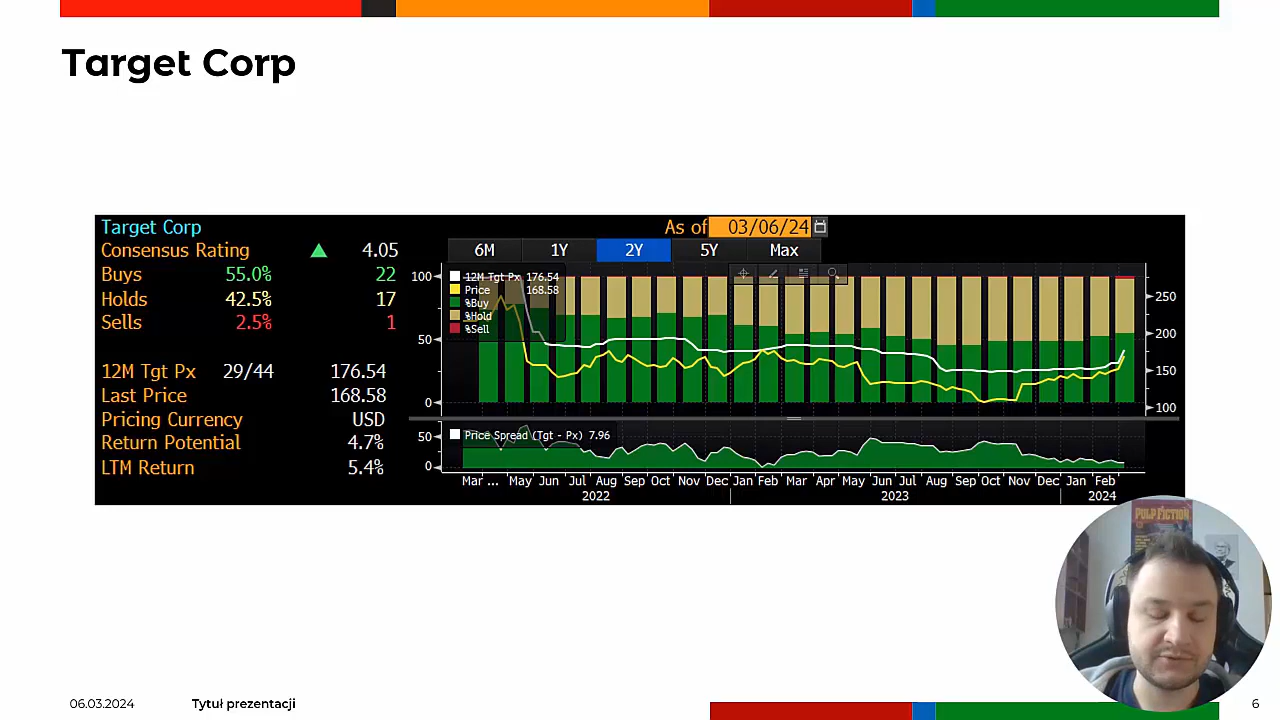 Target Corp
Target Corp
Consensus Rating 4.05
Buys 55.0% 22
Holds 42.5% 17
Sells 2.5% 1
12M Tgt Px 29/44 176.54
Last Price 168.58
Pricing Currency USD
Return Potential 4.7%
LTM Return 5.4%
As of 03/06/24
6M 1Y 2Y 5Y Max
12M Tgt Px 176.54
Price 168.58
%Buy
%Hold
%Sell
100
50
0
250
200
150
100
Price Spread (Tgt - Px) 7.96
50
0
Mar ... May Jun Jul Aug Sep Oct Nov Dec Jan Feb Mar Apr May Jun Jul Aug Sep Oct Nov Dec Jan Feb
2022 2023 2024
PULP FICTION
06.03.2024 Tytuł prezentacji 6